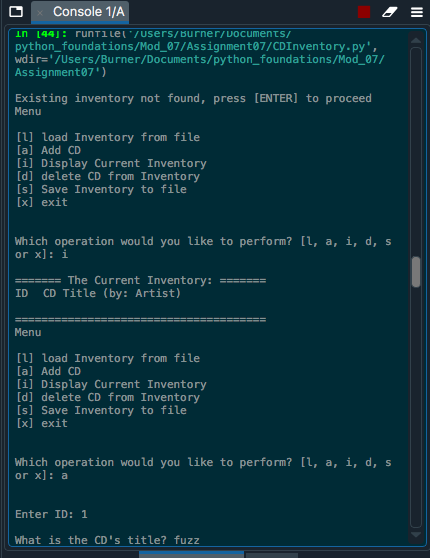 Console 1/A
In [44]: runfile('/Users/Burner/Documents/
python_foundations/Mod_07/Assignment07/CDInventory.py',
wdir='/Users/Burner/Documents/python_foundations/Mod_07/
Assignment07')
Existing inventory not found, press [ENTER] to proceed
Menu
[l] load Inventory from file
[a] Add CD
[i] Display Current Inventory
[d] delete CD from Inventory
[s] Save Inventory to file
[x] exit
Which operation would you like to perform? [l, a, i, d, s
or x]: i
======= The Current Inventory: =======
ID  CD Title (by: Artist)
======================================
Menu
[l] load Inventory from file
[a] Add CD
[i] Display Current Inventory
[d] delete CD from Inventory
[s] Save Inventory to file
[x] exit
Which operation would you like to perform? [l, a, i, d, s
or x]: a
Enter ID: 1
What is the CD's title? fuzz